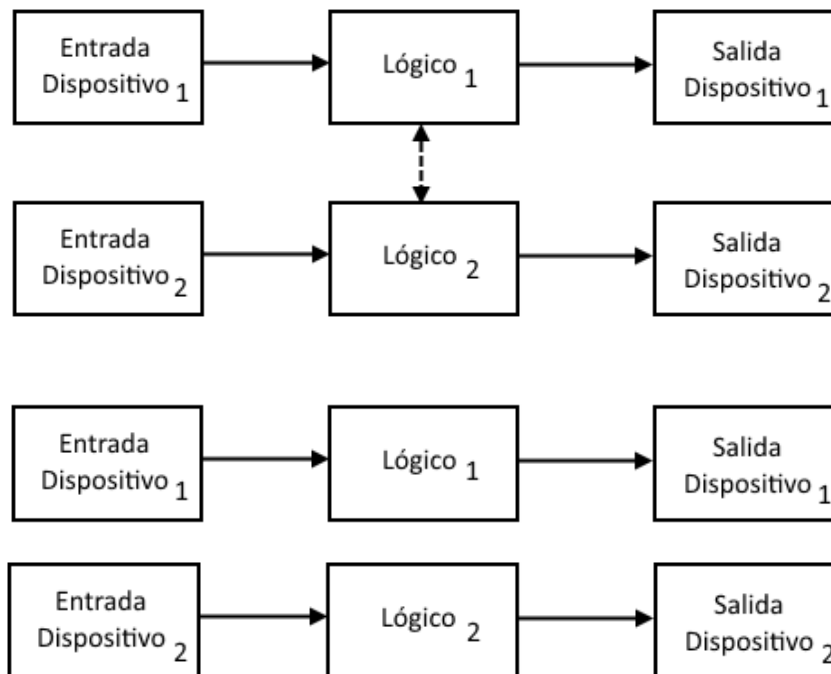 Entrada
Dispositivo 1
Lógico 1
Salida
Dispositivo 1
Entrada
Dispositivo 2
Lógico 2
Salida
Dispositivo 2
Entrada
Dispositivo 1
Lógico 1
Salida
Dispositivo 1
Entrada
Dispositivo 2
Lógico 2
Salida
Dispositivo 2